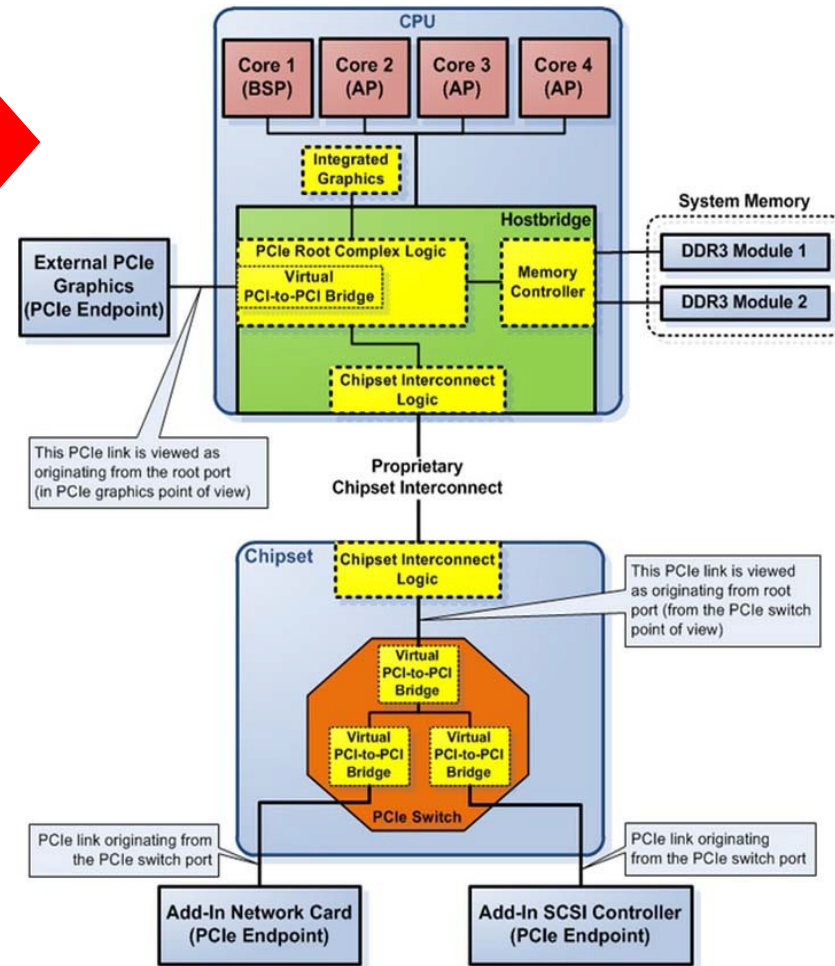 CPU
Core 1
(BSP)
Core 2
(AP)
Core 3
(AP)
Core 4
(AP)
Integrated
Graphics
Hostbridge
System Memory
External PCIe
Graphics
(PCIe Endpoint)
PCIe Root Complex Logic
Virtual
PCI-to-PCI Bridge
Memory
Controller
DDR3 Module 1
DDR3 Module 2
Chipset Interconnect
Logic
This PCIe link is viewed as
originating from the root port
(in PCIe graphics point of view)
Proprietary
Chipset Interconnect
Chipset
Chipset Interconnect
Logic
This PCIe link is viewed
as originating from root
port (from the PCIe switch
point of view)
Virtual
PCI-to-PCI
Bridge
Virtual
PCI-to-PCI
Bridge
Virtual
PCI-to-PCI
Bridge
PCIe Switch
PCIe link originating from
the PCIe switch port
PCIe link originating
from the PCIe switch port
Add-In Network Card
(PCIe Endpoint)
Add-In SCSI Controller
(PCIe Endpoint)